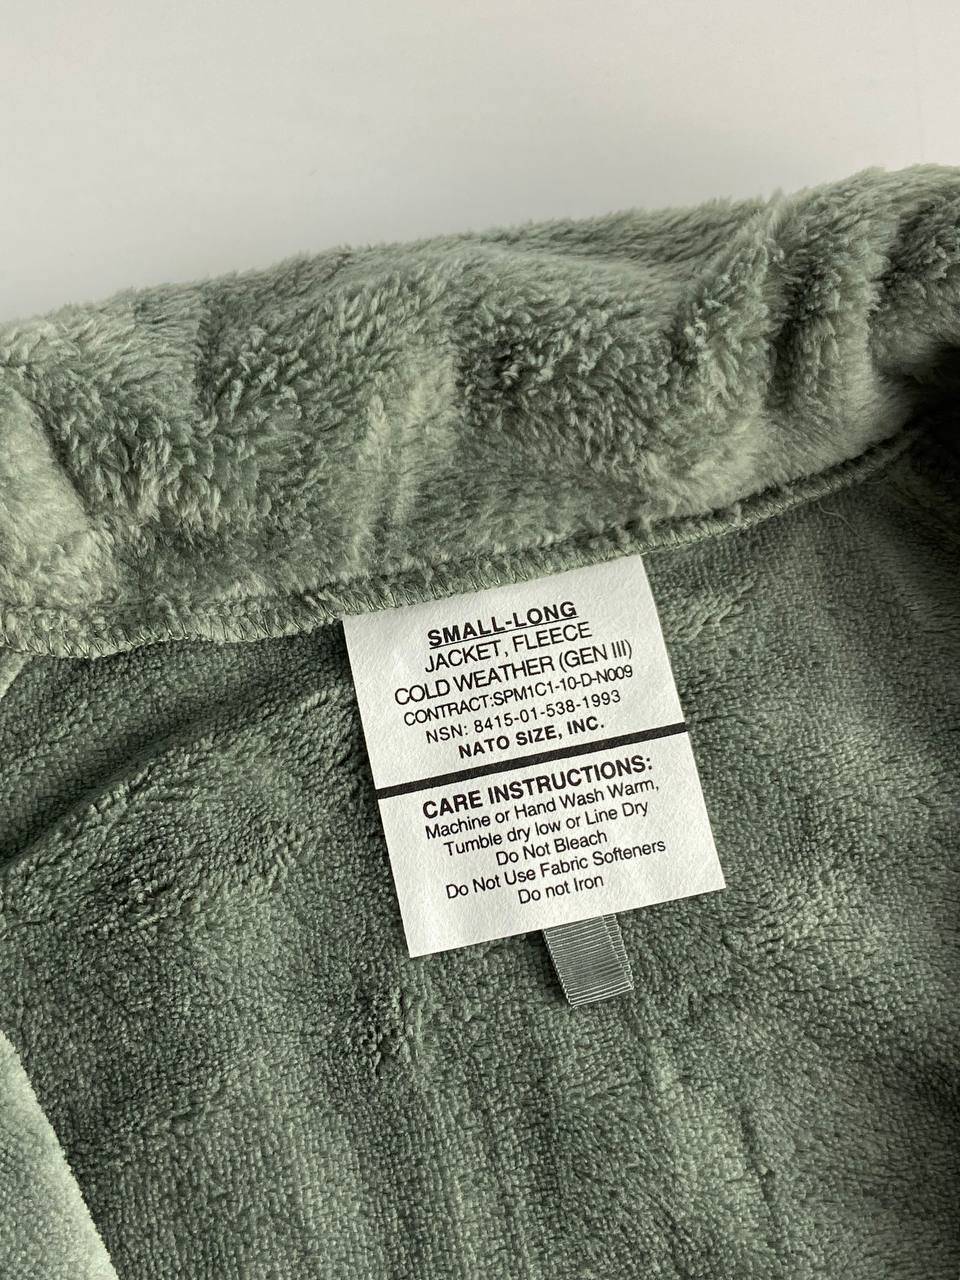 SMALL-LONG
JACKET, FLEECE
COLD WEATHER (GEN III)
CONTRACT:SPM1C1-10-D-N009
NSN: 8415-01-538-1993
NATO SIZE, INC.
CARE INSTRUCTIONS:
Machine or Hand Wash Warm,
Tumble dry low or Line Dry
Do Not Bleach
Do Not Use Fabric Softeners
Do not Iron